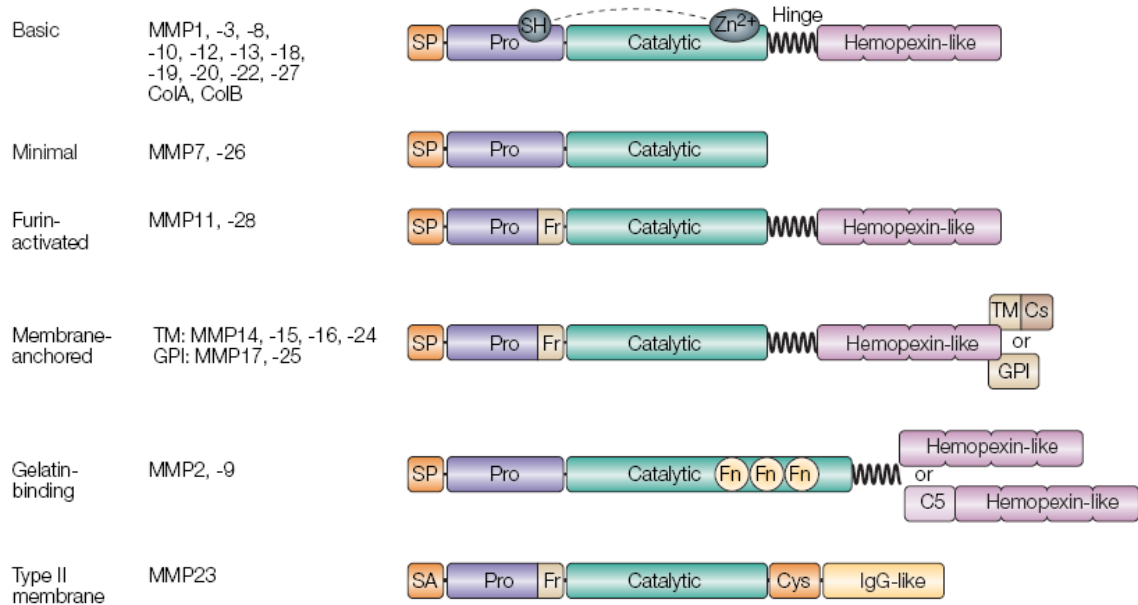 Basic
MMP1, -3, -8,
-10, -12, -13, -18,
-19, -20, -22, -27
ColA, ColB
SP
Pro
SH
Catalytic
Zn2+
Hinge
Hemopexin-like
Minimal
MMP7, -26
SP
Pro
Catalytic
Furin-
activated
MMP11, -28
SP
Pro
Fr
Catalytic
Hemopexin-like
Membrane-
anchored
TM: MMP14, -15, -16, -24
GPI: MMP17, -25
SP
Pro
Fr
Catalytic
Hemopexin-like
TM
Cs
or
GPI
Gelatin-
binding
MMP2, -9
SP
Pro
Catalytic
Fn
Fn
Fn
Hemopexin-like
or
C5
Hemopexin-like
Type II
membrane
MMP23
SA
Pro
Fr
Catalytic
Cys
IgG-like